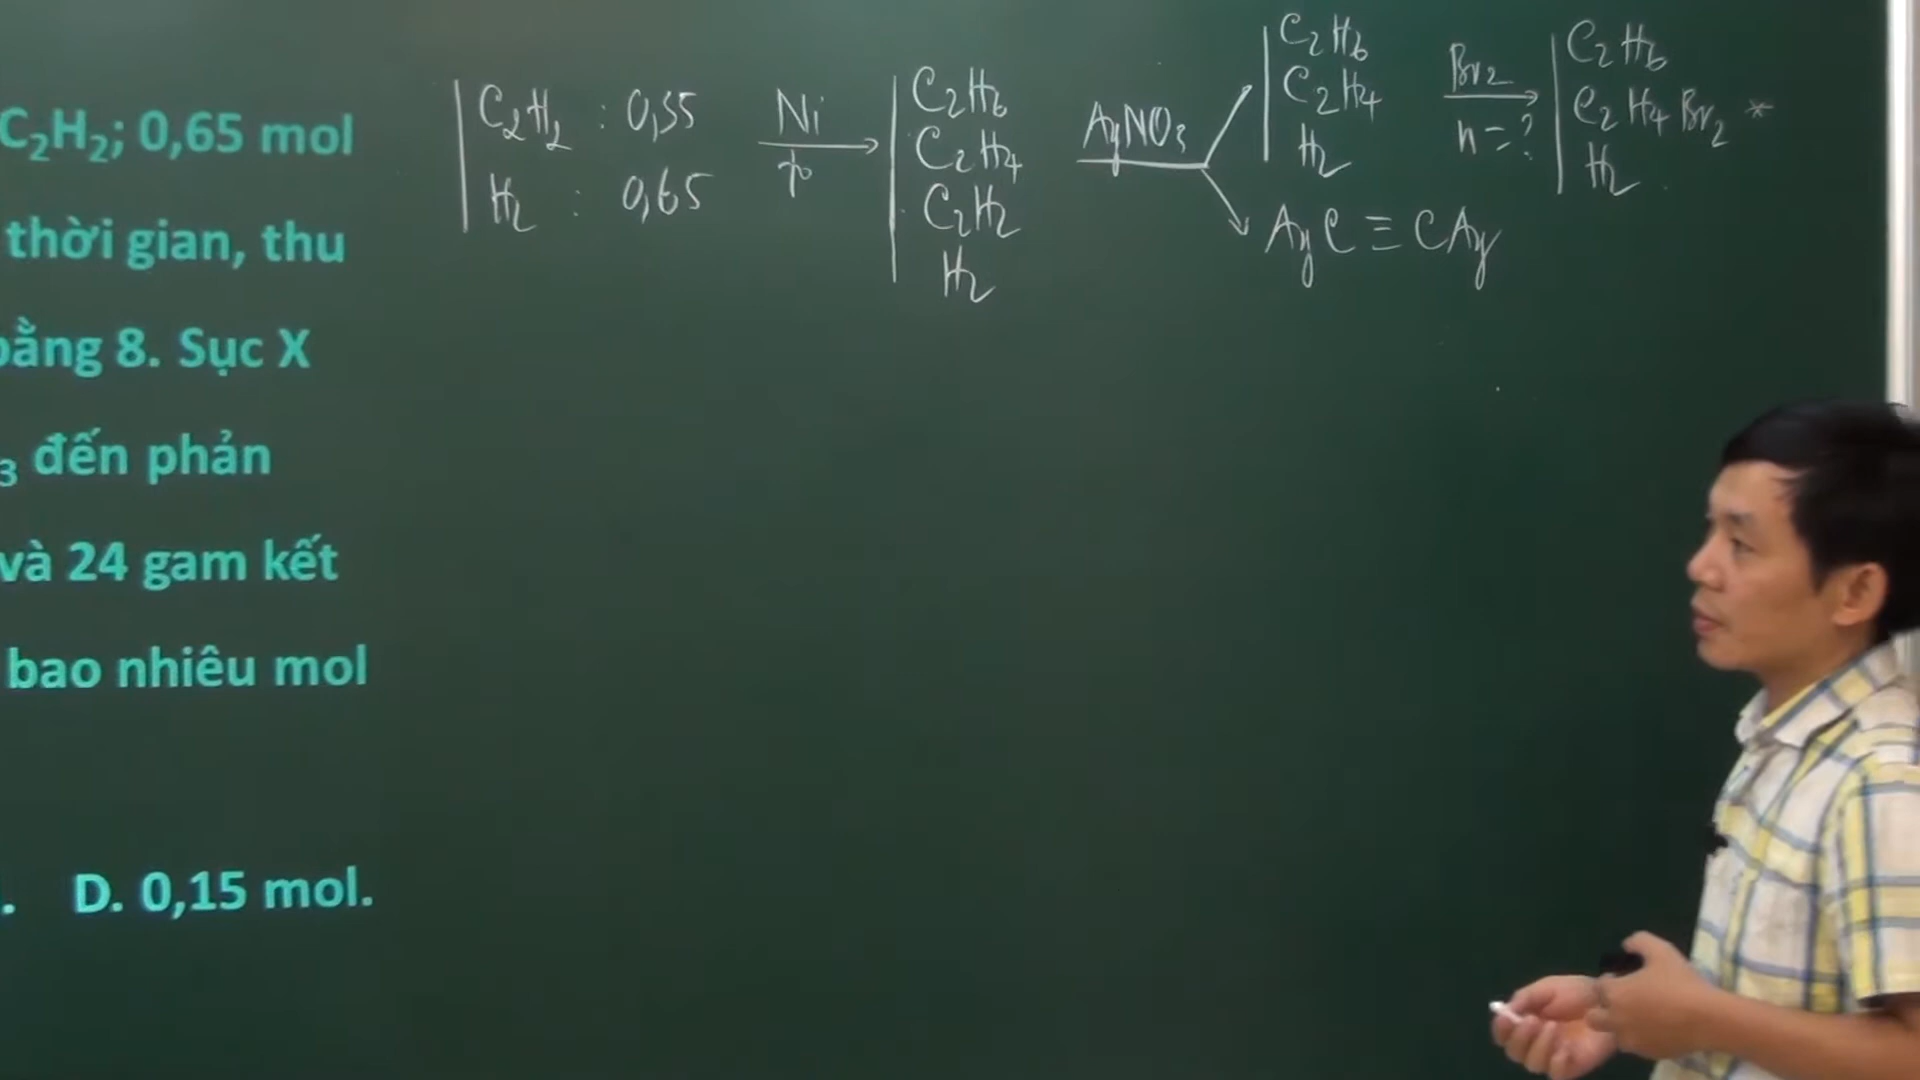 C₂H₂; 0,65 mol
thời gian, thu
bằng 8. Sục X
₃ đến phản
và 24 gam kết
bao nhiêu mol
. D. 0,15 mol.
C₂H₂ : 0,35
H₂ : 0,65
Ni
t°
C₂H₆
C₂H₄
C₂H₂
H₂
AgNO₃
C₂H₆
C₂H₄
H₂
AgC≡CAg
Br₂
n=?
C₂H₆
C₂H₄Br₂ *
H₂